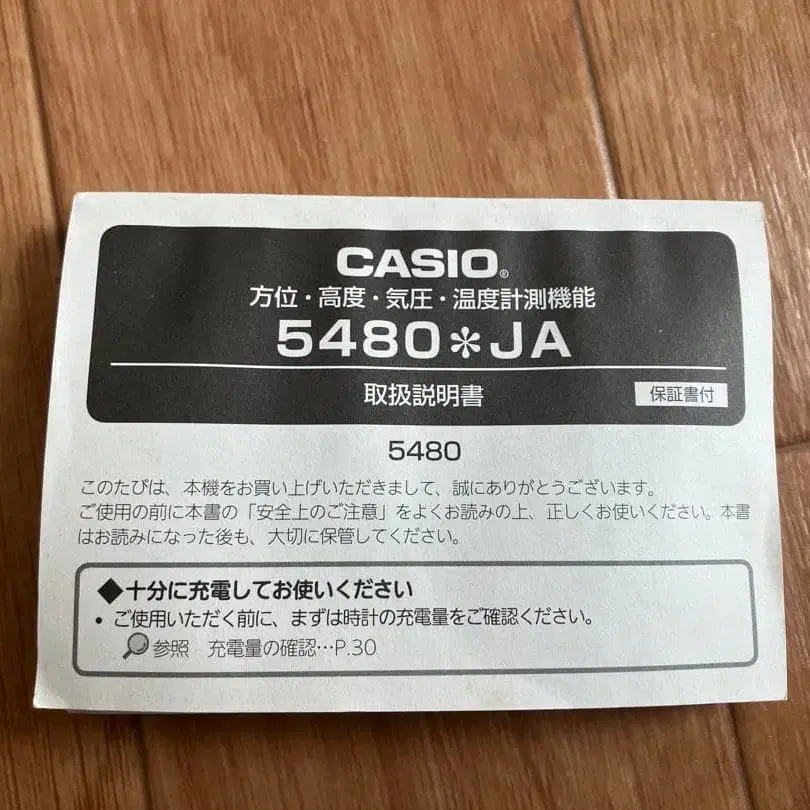 CASIO®
方位・高度・気圧・温度計測機能
5480＊JA
取扱説明書
保証書付
5480
このたびは、本機をお買い上げいただきまして、誠にありがとうございます。
ご使用の前に本書の「安全上のご注意」をよくお読みの上、正しくお使いください。本書
はお読みになった後も、大切に保管してください。
◆十分に充電してお使いください
• ご使用いただく前に、まずは時計の充電量をご確認ください。
参照　充電量の確認…P.30